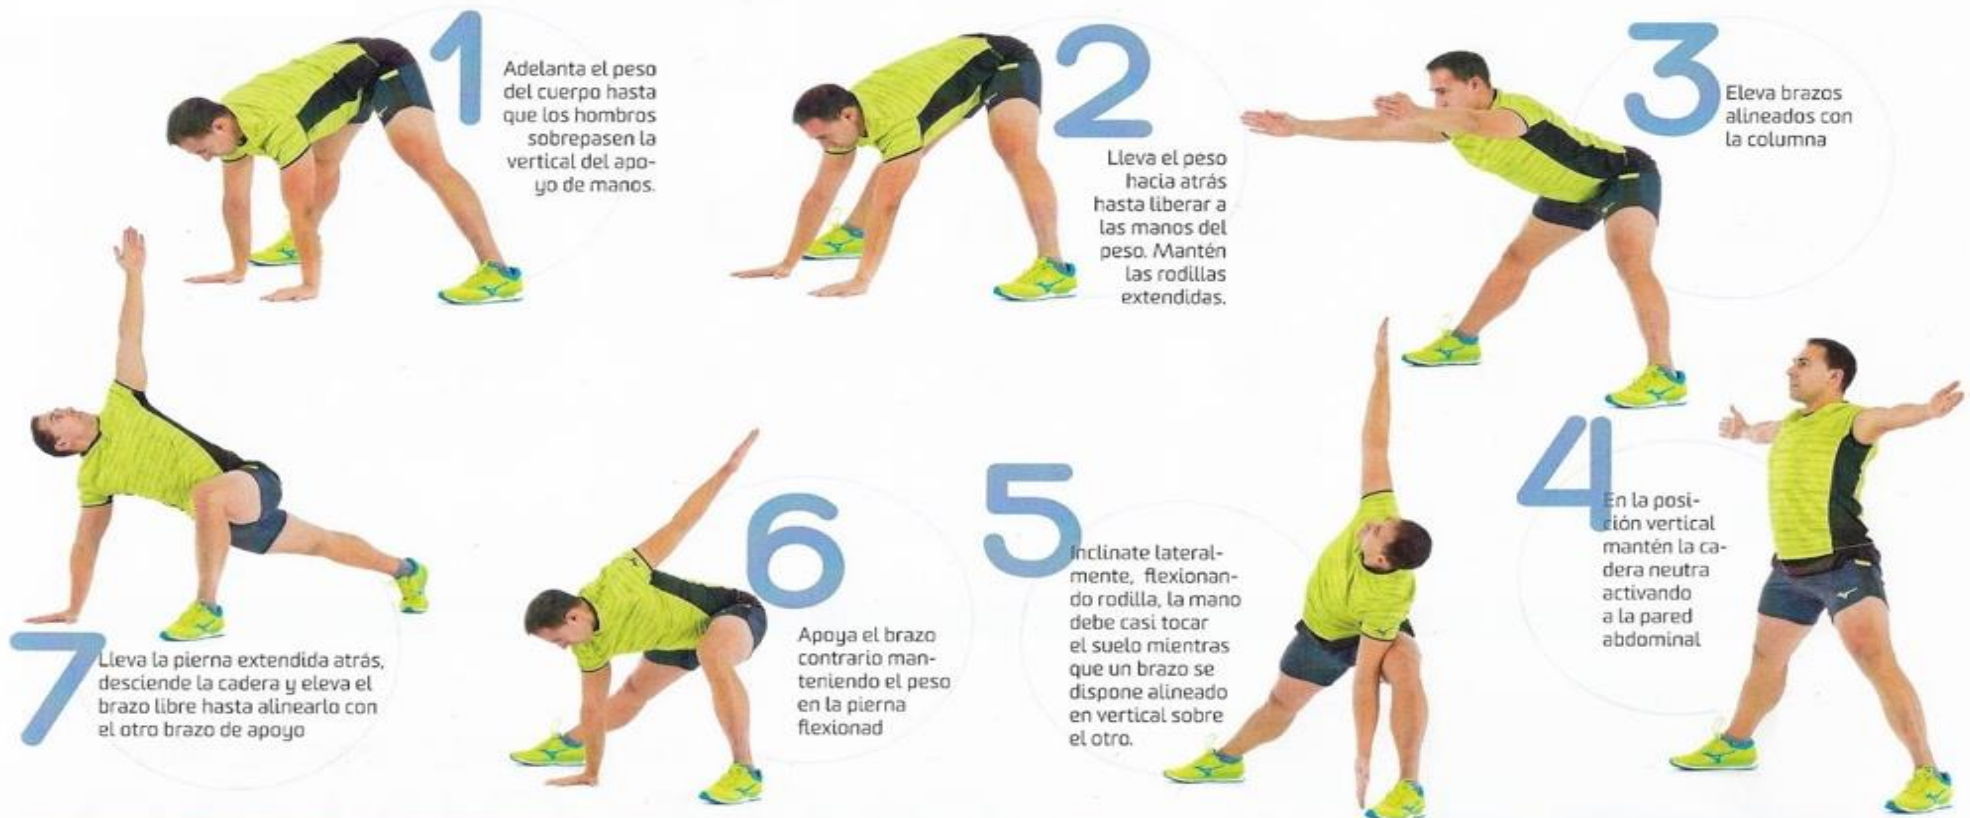 1
Adelanta el peso
del cuerpo hasta
que los hombros
sobrepasen la
vertical del apo-
yo de manos.
2
Lleva el peso
hacia atrás
hasta liberar a
las manos del
peso. Mantén
las rodillas
extendidas.
3
Eleva brazos
alineados con
la columna
4
En la posi-
ción vertical
mantén la ca-
dera neutra
activando
a la pared
abdominal
5
Inclínate lateral-
mente, flexionan-
do rodilla, la mano
debe casi tocar
el suelo mientras
que un brazo se
dispone alineado
en vertical sobre
el otro.
6
Apoya el brazo
contrario man-
teniendo el peso
en la pierna
flexionad
7
Lleva la pierna extendida atrás,
desciende la cadera y eleva el
brazo libre hasta alinearlo con
el otro brazo de apoyo